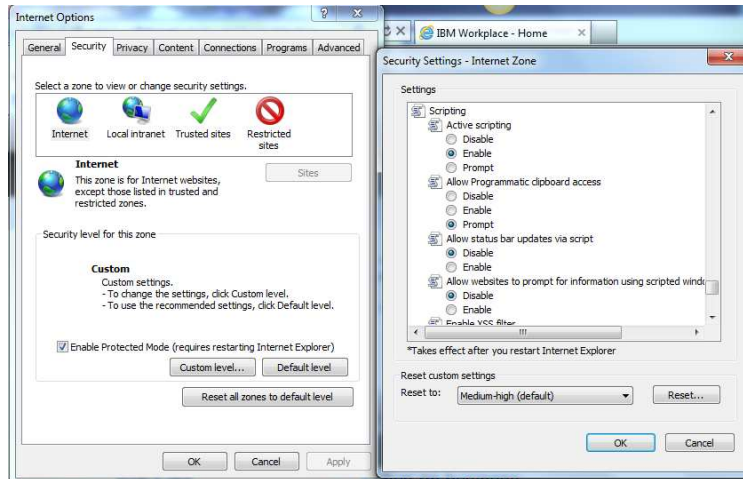 Internet Options
General Security Privacy Content Connections Programs Advanced
Select a zone to view or change security settings.
Internet Local intranet Trusted sites Restricted
sites
Internet
This zone is for Internet websites,
except those listed in trusted and
restricted zones.
Sites
Security level for this zone
Custom
Custom settings.
- To change the settings, click Custom level.
- To use the recommended settings, click Default level.
Enable Protected Mode (requires restarting Internet Explorer)
Custom level... Default level
Reset all zones to default level
OK Cancel Apply
IBM Workplace - Home
Security Settings - Internet Zone
Settings
Scripting
Active scripting
Disable
Enable
Prompt
Allow Programmatic clipboard access
Disable
Enable
Prompt
Allow status bar updates via script
Disable
Enable
Allow websites to prompt for information using scripted windo
Disable
Enable
Enable XSS filter
*Takes effect after you restart Internet Explorer
Reset custom settings
Reset to: Medium-high (default) Reset...
OK Cancel